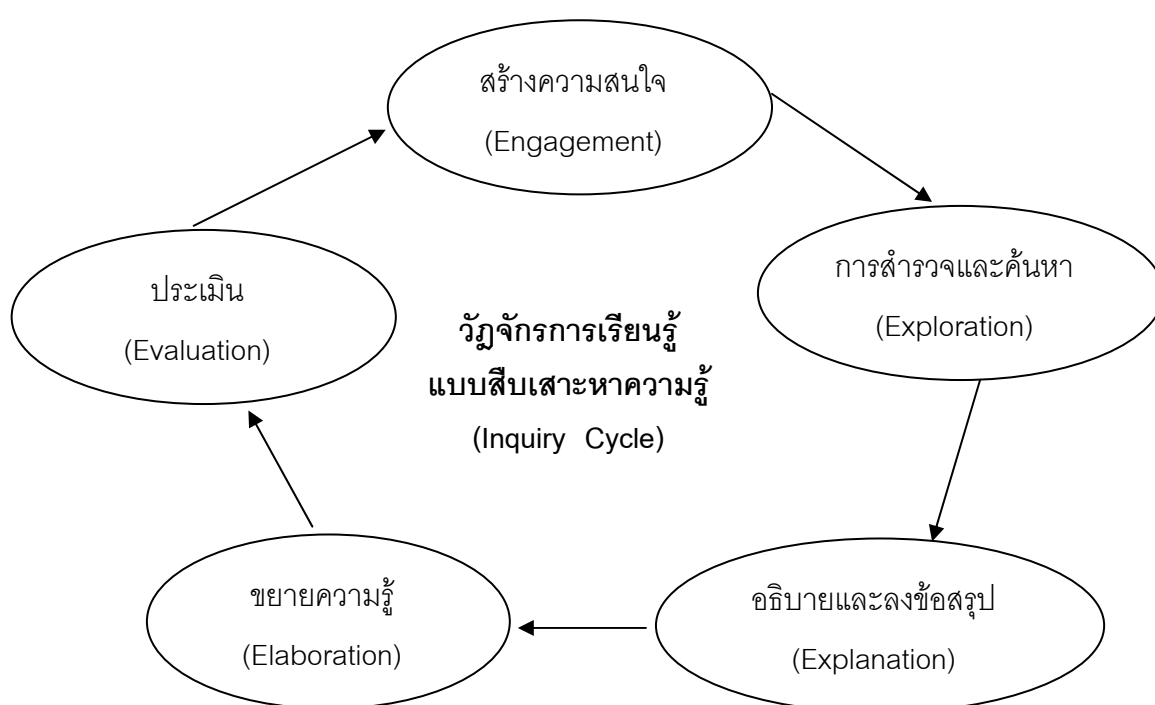 สร้างความสนใจ
(Engagement)
การสำรวจและค้นหา
(Exploration)
ประเมิน
(Evaluation)
วัฏจักรการเรียนรู้
แบบสืบเสาะหาความรู้
(Inquiry Cycle)
ขยายความรู้
(Elaboration)
อธิบายและลงข้อสรุป
(Explanation)